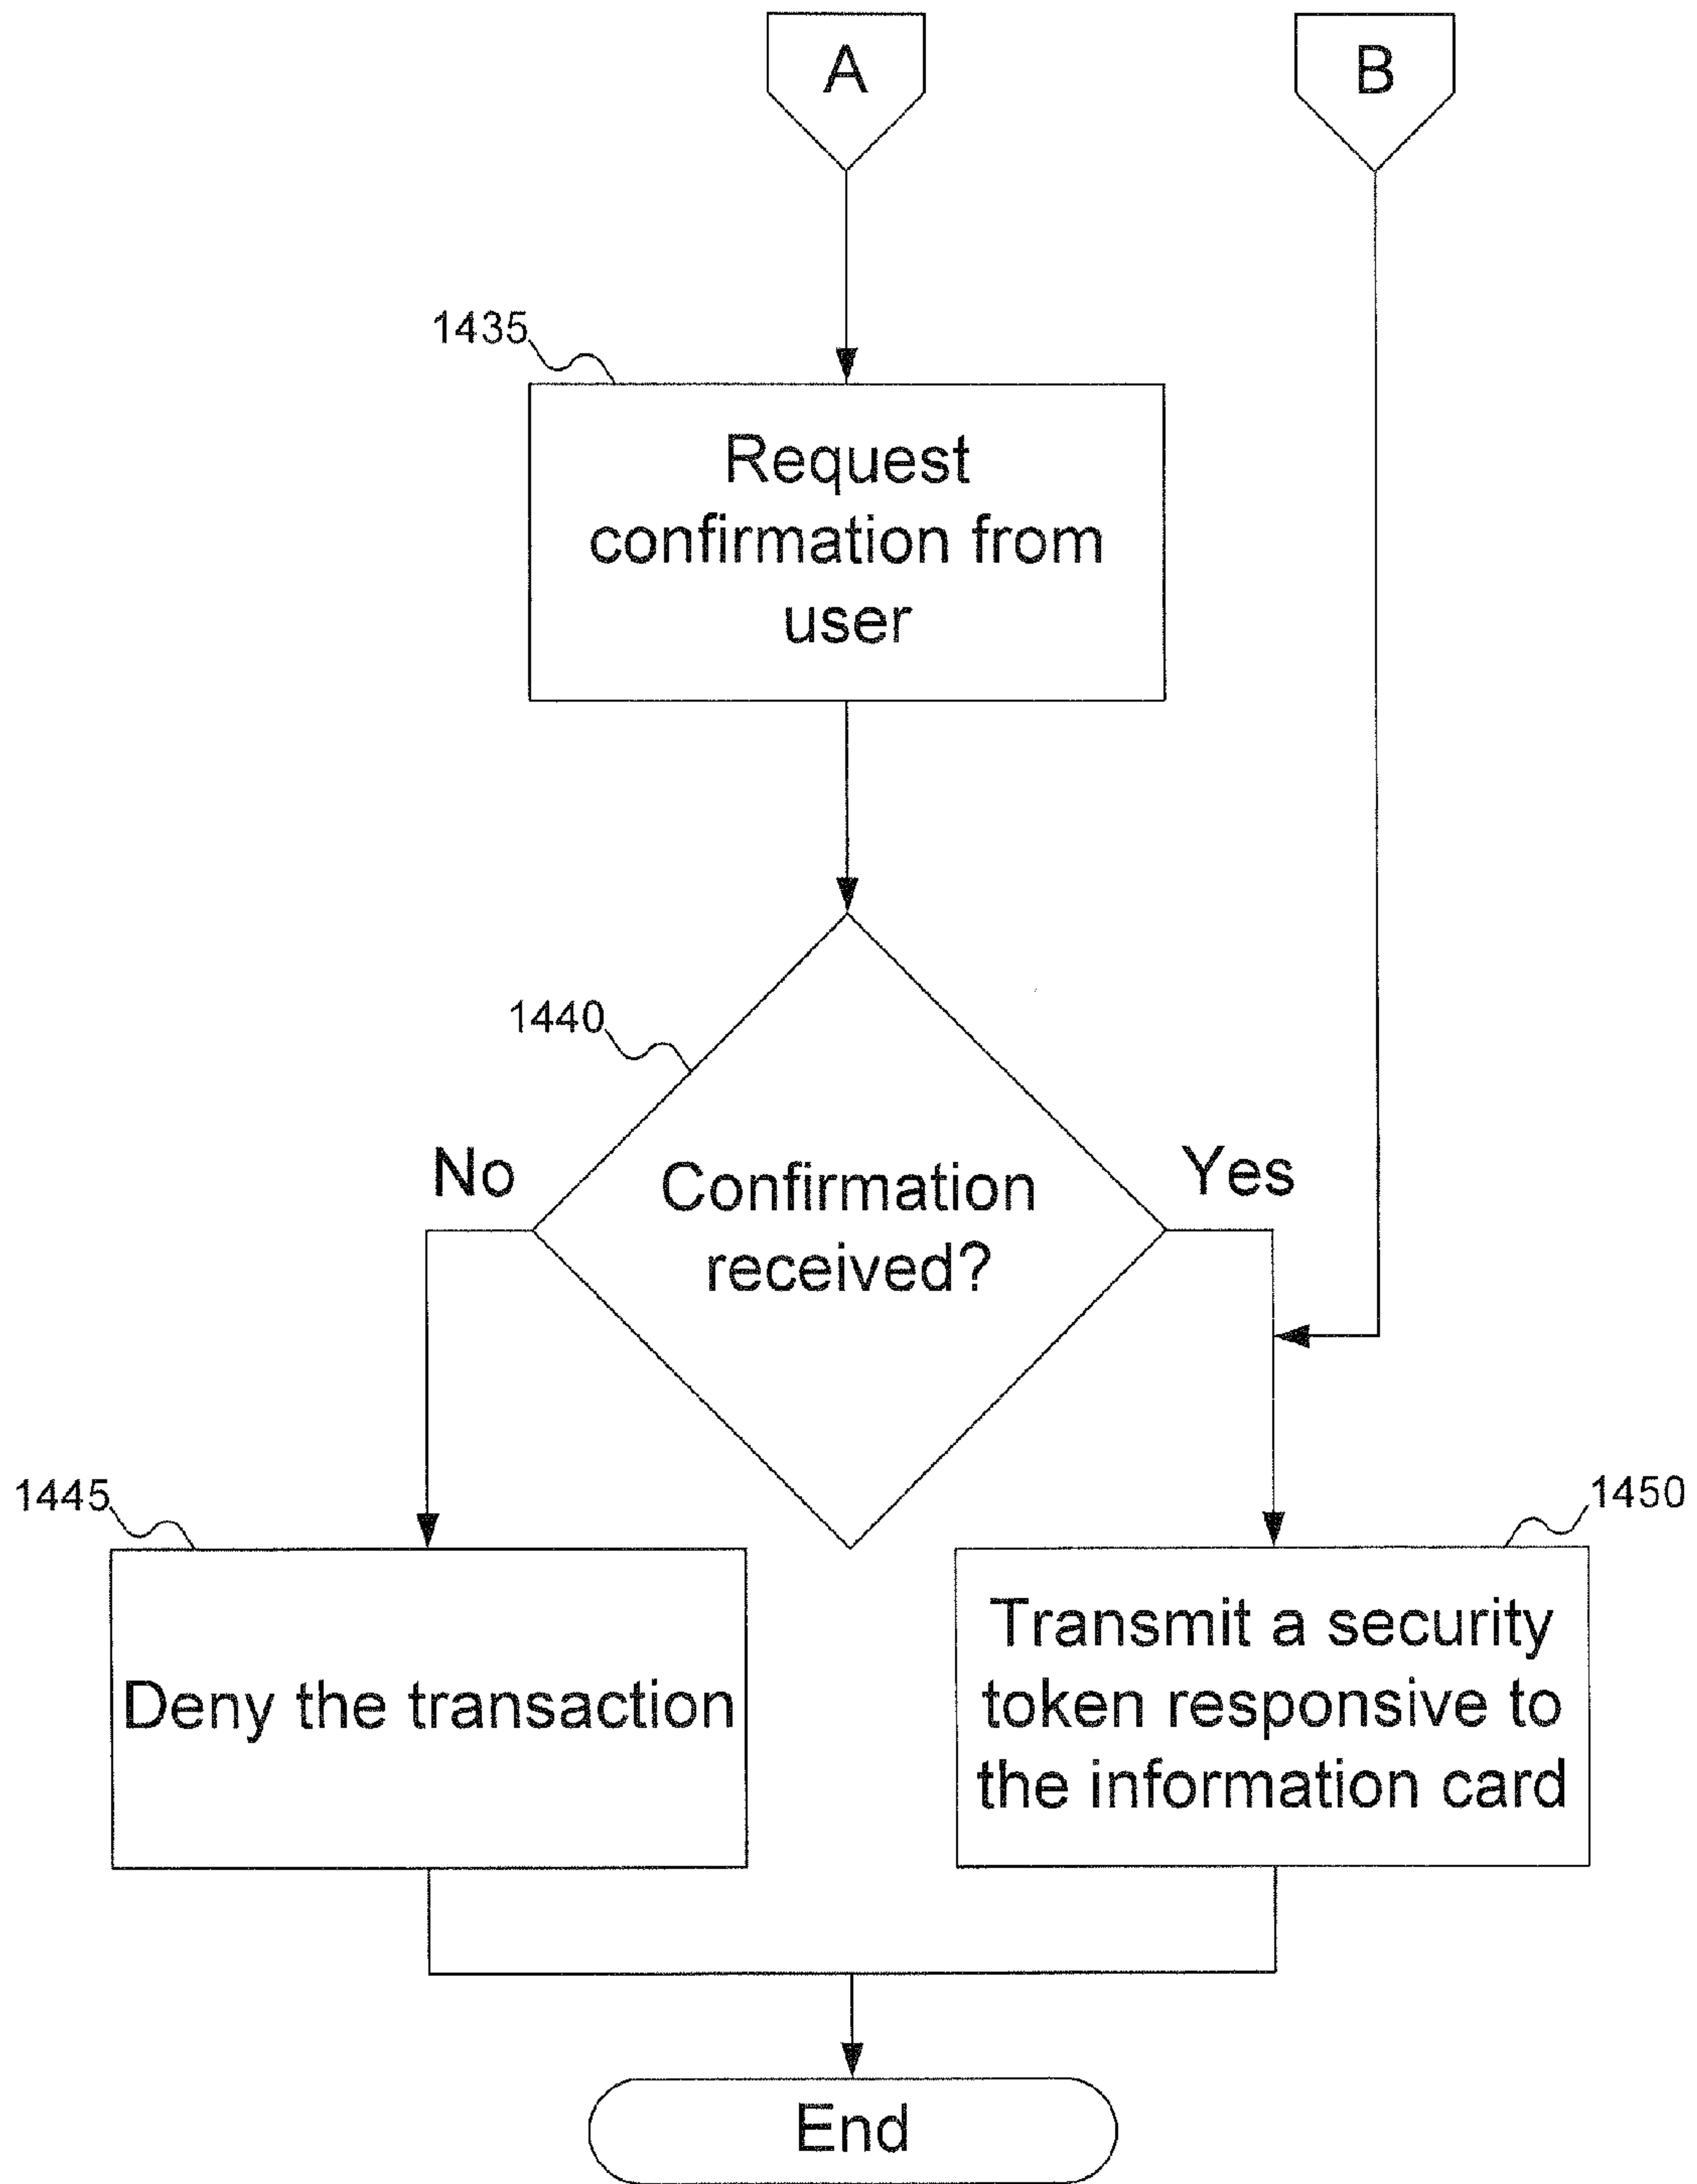 A
B
1435
Request
confirmation from
user
1440
No
Confirmation
received?
Yes
1445
Deny the transaction
1450
Transmit a security
token responsive to
the information card
End